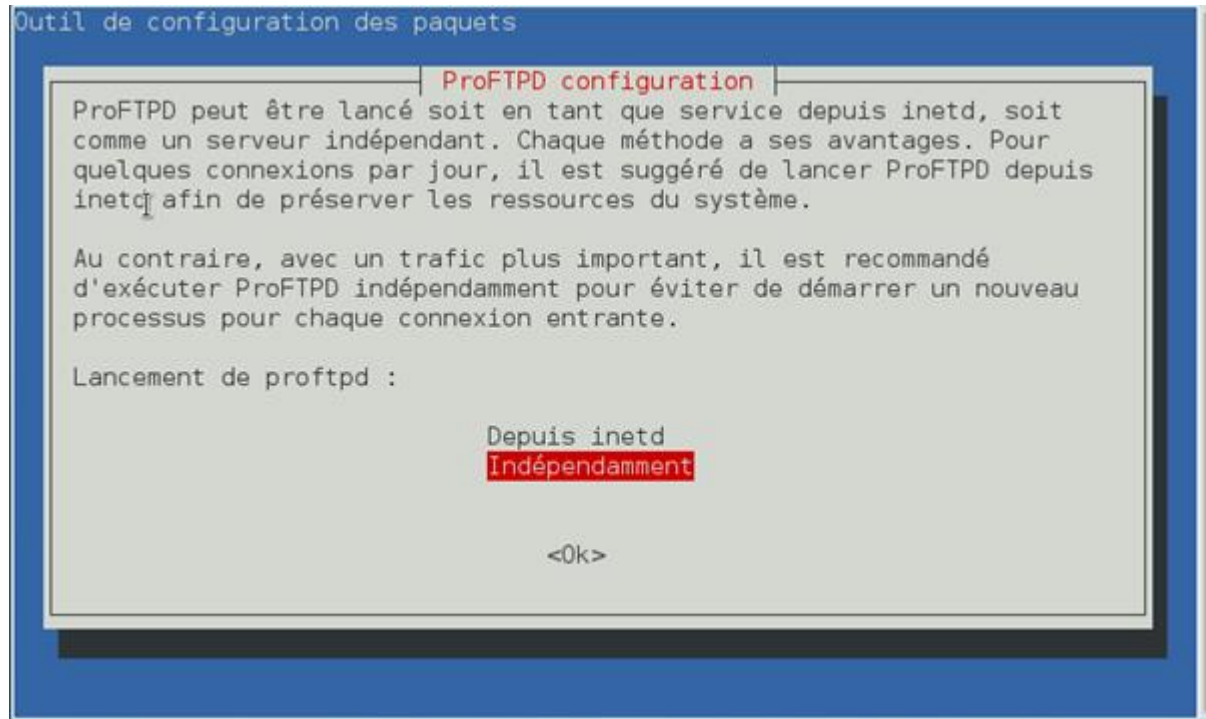 Outil de configuration des paquets
ProFTPD configuration
ProFTPD peut être lancé soit en tant que service depuis inetd, soit
comme un serveur indépendant. Chaque méthode a ses avantages. Pour
quelques connexions par jour, il est suggéré de lancer ProFTPD depuis
inetd afin de préserver les ressources du système.
Au contraire, avec un trafic plus important, il est recommandé
d'exécuter ProFTPD indépendamment pour éviter de démarrer un nouveau
processus pour chaque connexion entrante.
Lancement de proftpd :
Depuis inetd
Indépendamment
<Ok>